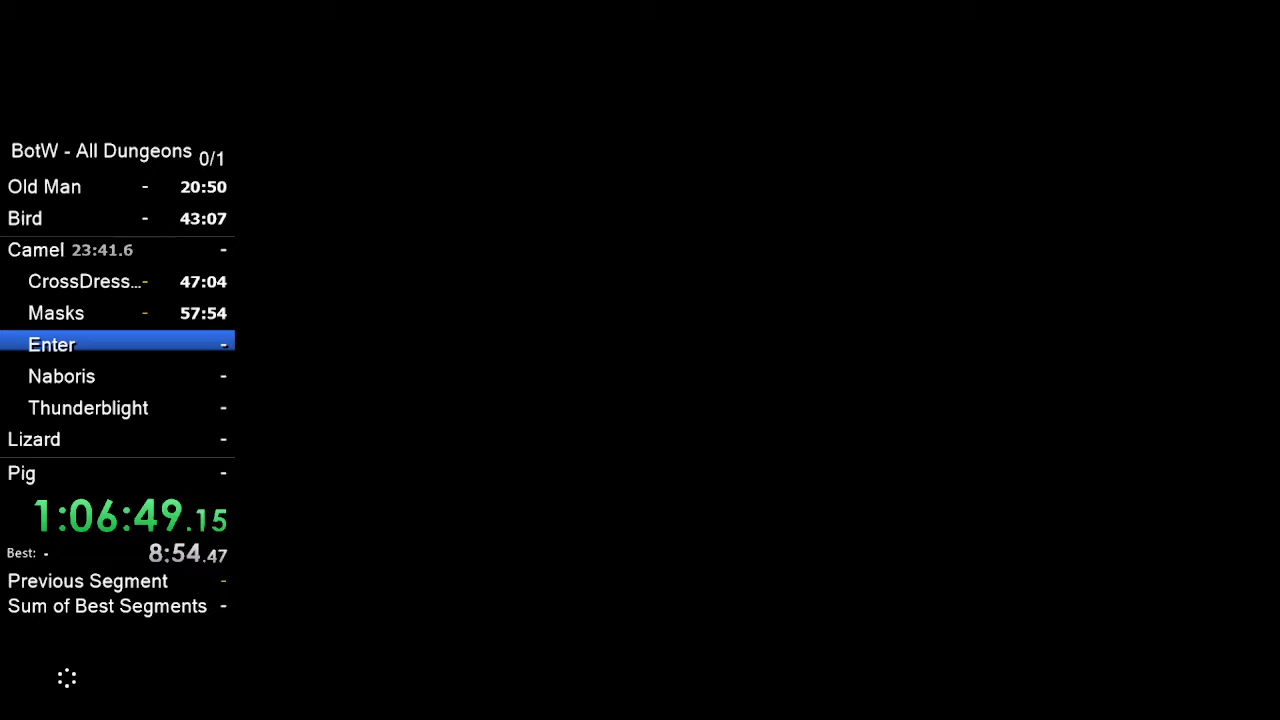 BotW - All Dungeons 0/1
Old Man - 20:50
Bird - 43:07
Camel 23:41.6 -
CrossDress...- 47:04
Masks - 57:54
Enter -
Naboris -
Thunderblight -
Lizard -
Pig -
1:06:49.15
Best: - 8:54.47
Previous Segment -
Sum of Best Segments -